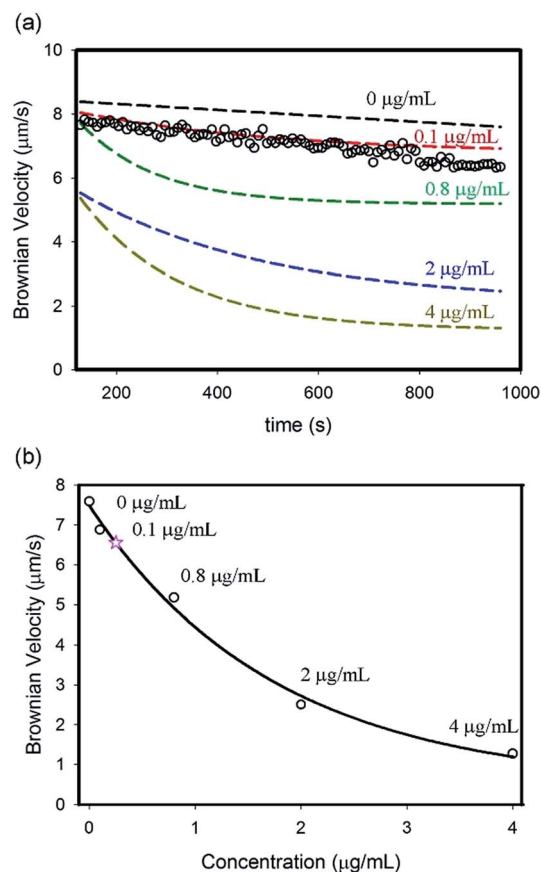 (a)
10
8
6
4
2
0
Brownian Velocity (μm/s)
0 μg/mL
0.1 μg/mL
0.8 μg/mL
2 μg/mL
4 μg/mL
200 400 600 800 1000
time (s)
(b)
8
7
6
5
4
3
2
1
0
Brownian Velocity (μm/s)
0 μg/mL
0.1 μg/mL
0.8 μg/mL
2 μg/mL
4 μg/mL
0 1 2 3 4
Concentration (μg/mL)